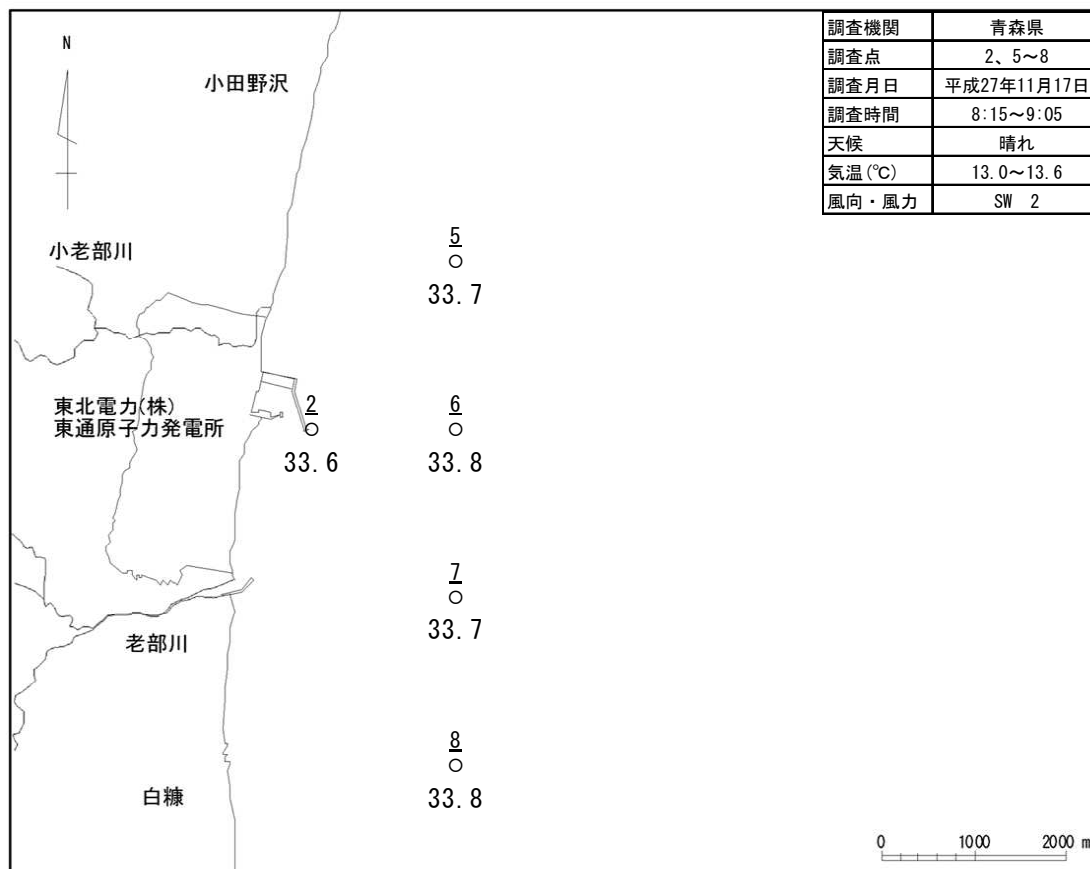 調査機関 青森県
調査点 2、5～8
調査月日 平成27年11月17日
調査時間 8:15～9:05
天候 晴れ
気温(℃) 13.0～13.6
風向・風力 SW 2
N
小田野沢
小老部川
5
33.7
東北電力(株)
東通原子力発電所
2
33.6
6
33.8
7
33.7
老部川
8
33.8
白糠
0 1000 2000 m